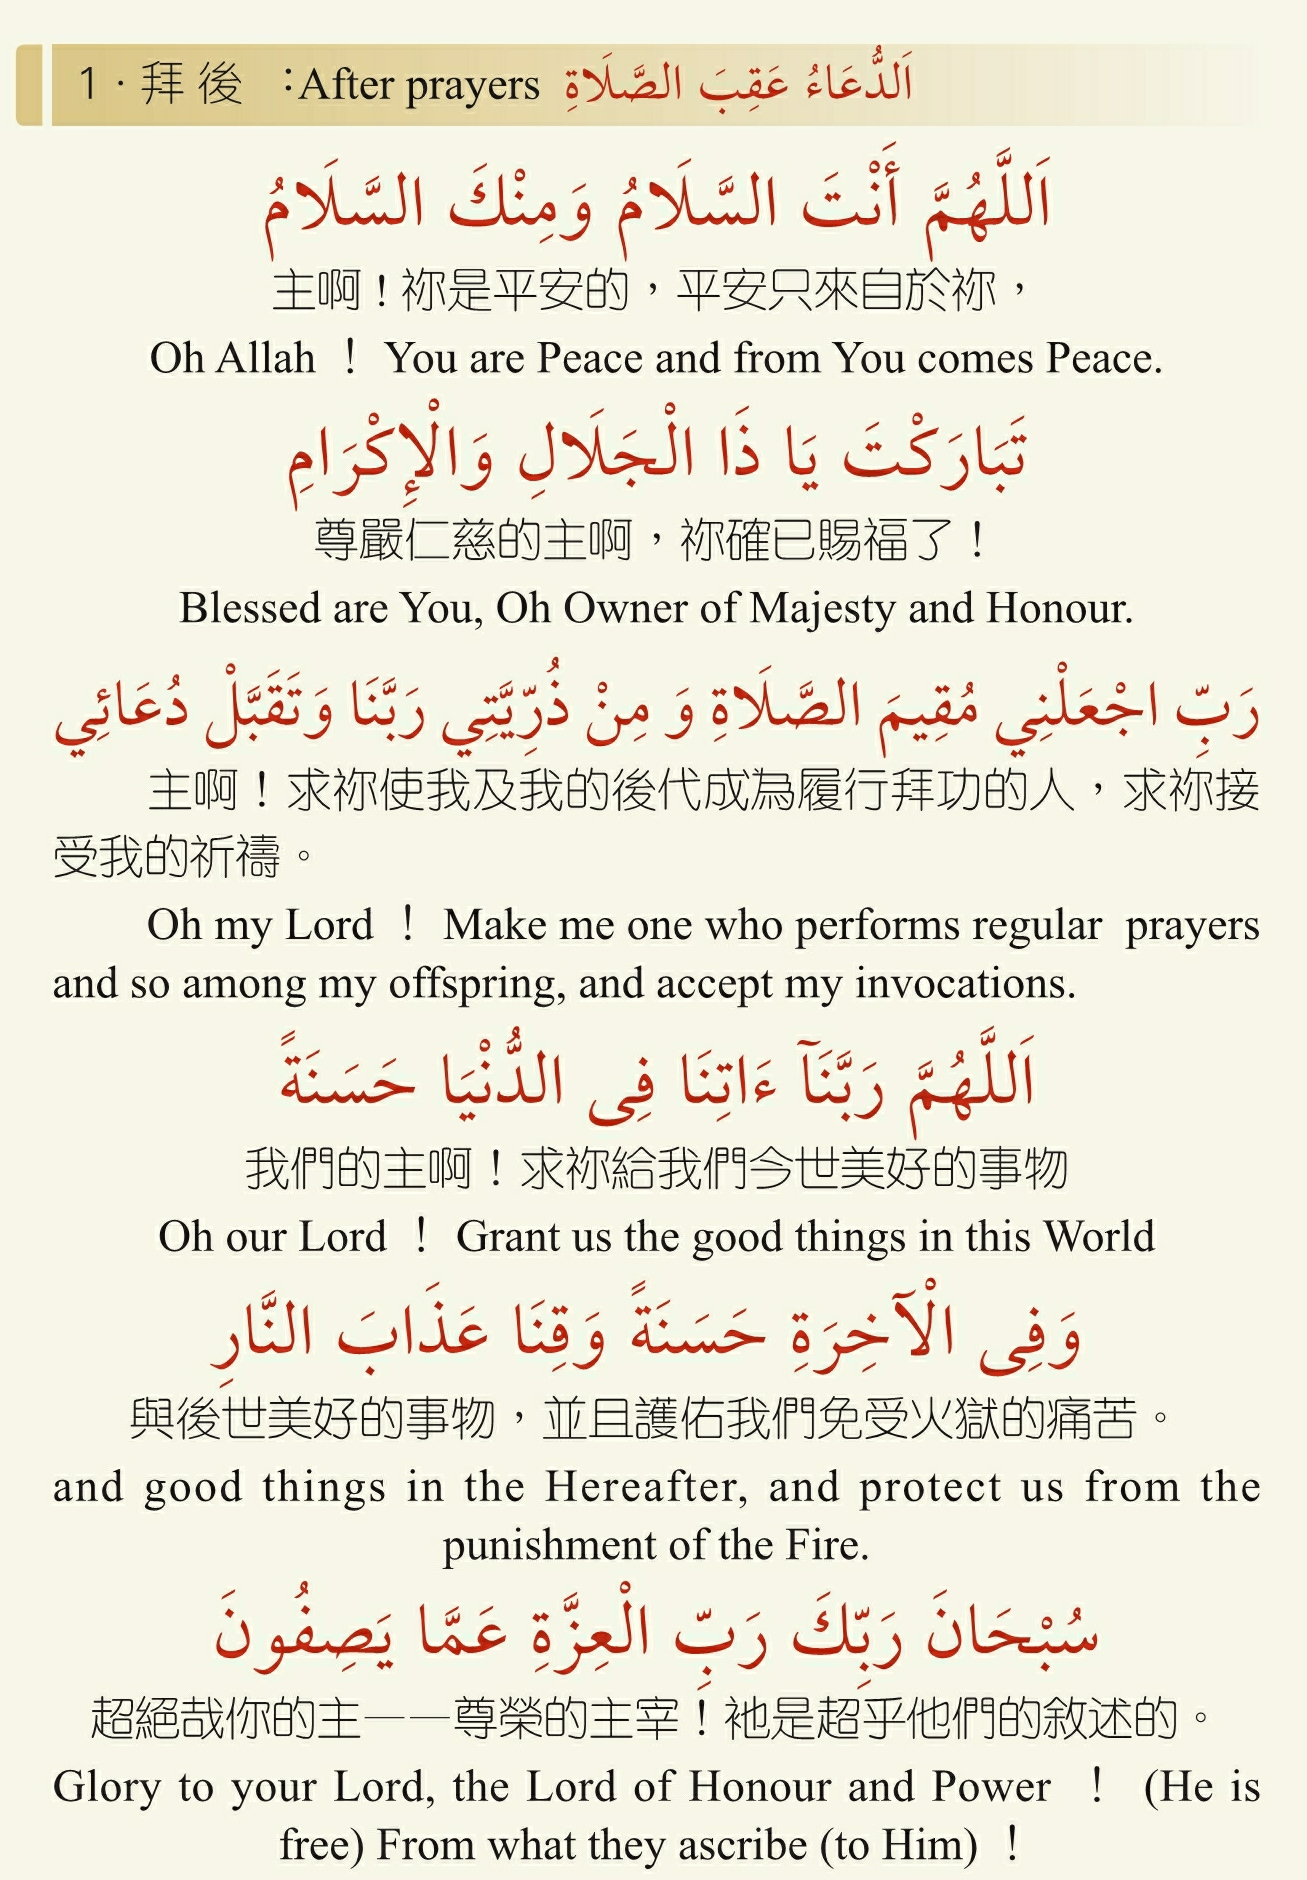 1 · 拜 後 :After prayers اَلدُّعَاءُ عَقِبَ الصَّلَاةِ
اَللَّهُمَّ أَنْتَ السَّلَامُ وَمِنْكَ السَّلَامُ
主啊！祢是平安的，平安只來自於祢，
Oh Allah ！ You are Peace and from You comes Peace.
تَبَارَكْتَ يَا ذَا الْجَلَالِ وَالْإِكْرَامِ
尊嚴仁慈的主啊，祢確已賜福了！
Blessed are You, Oh Owner of Majesty and Honour.
رَبِّ اجْعَلْنِي مُقِيمَ الصَّلَاةِ وَ مِنْ ذُرِّيَّتِي رَبَّنَا وَتَقَبَّلْ دُعَائِي
主啊！求祢使我及我的後代成為履行拜功的人，求祢接
受我的祈禱。
Oh my Lord ！ Make me one who performs regular prayers
and so among my offspring, and accept my invocations.
اَللَّهُمَّ رَبَّنَآ ءَاتِنَا فِى الدُّنْيَا حَسَنَةً
我們的主啊！求祢給我們今世美好的事物
Oh our Lord ！ Grant us the good things in this World
وَفِى الْآخِرَةِ حَسَنَةً وَقِنَا عَذَابَ النَّارِ
與後世美好的事物，並且護佑我們免受火獄的痛苦。
and good things in the Hereafter, and protect us from the
punishment of the Fire.
سُبْحَانَ رَبِّكَ رَبِّ الْعِزَّةِ عَمَّا يَصِفُونَ
超絕哉你的主——尊榮的主宰！祂是超乎他們的敘述的。
Glory to your Lord, the Lord of Honour and Power ！ (He is
free) From what they ascribe (to Him) ！